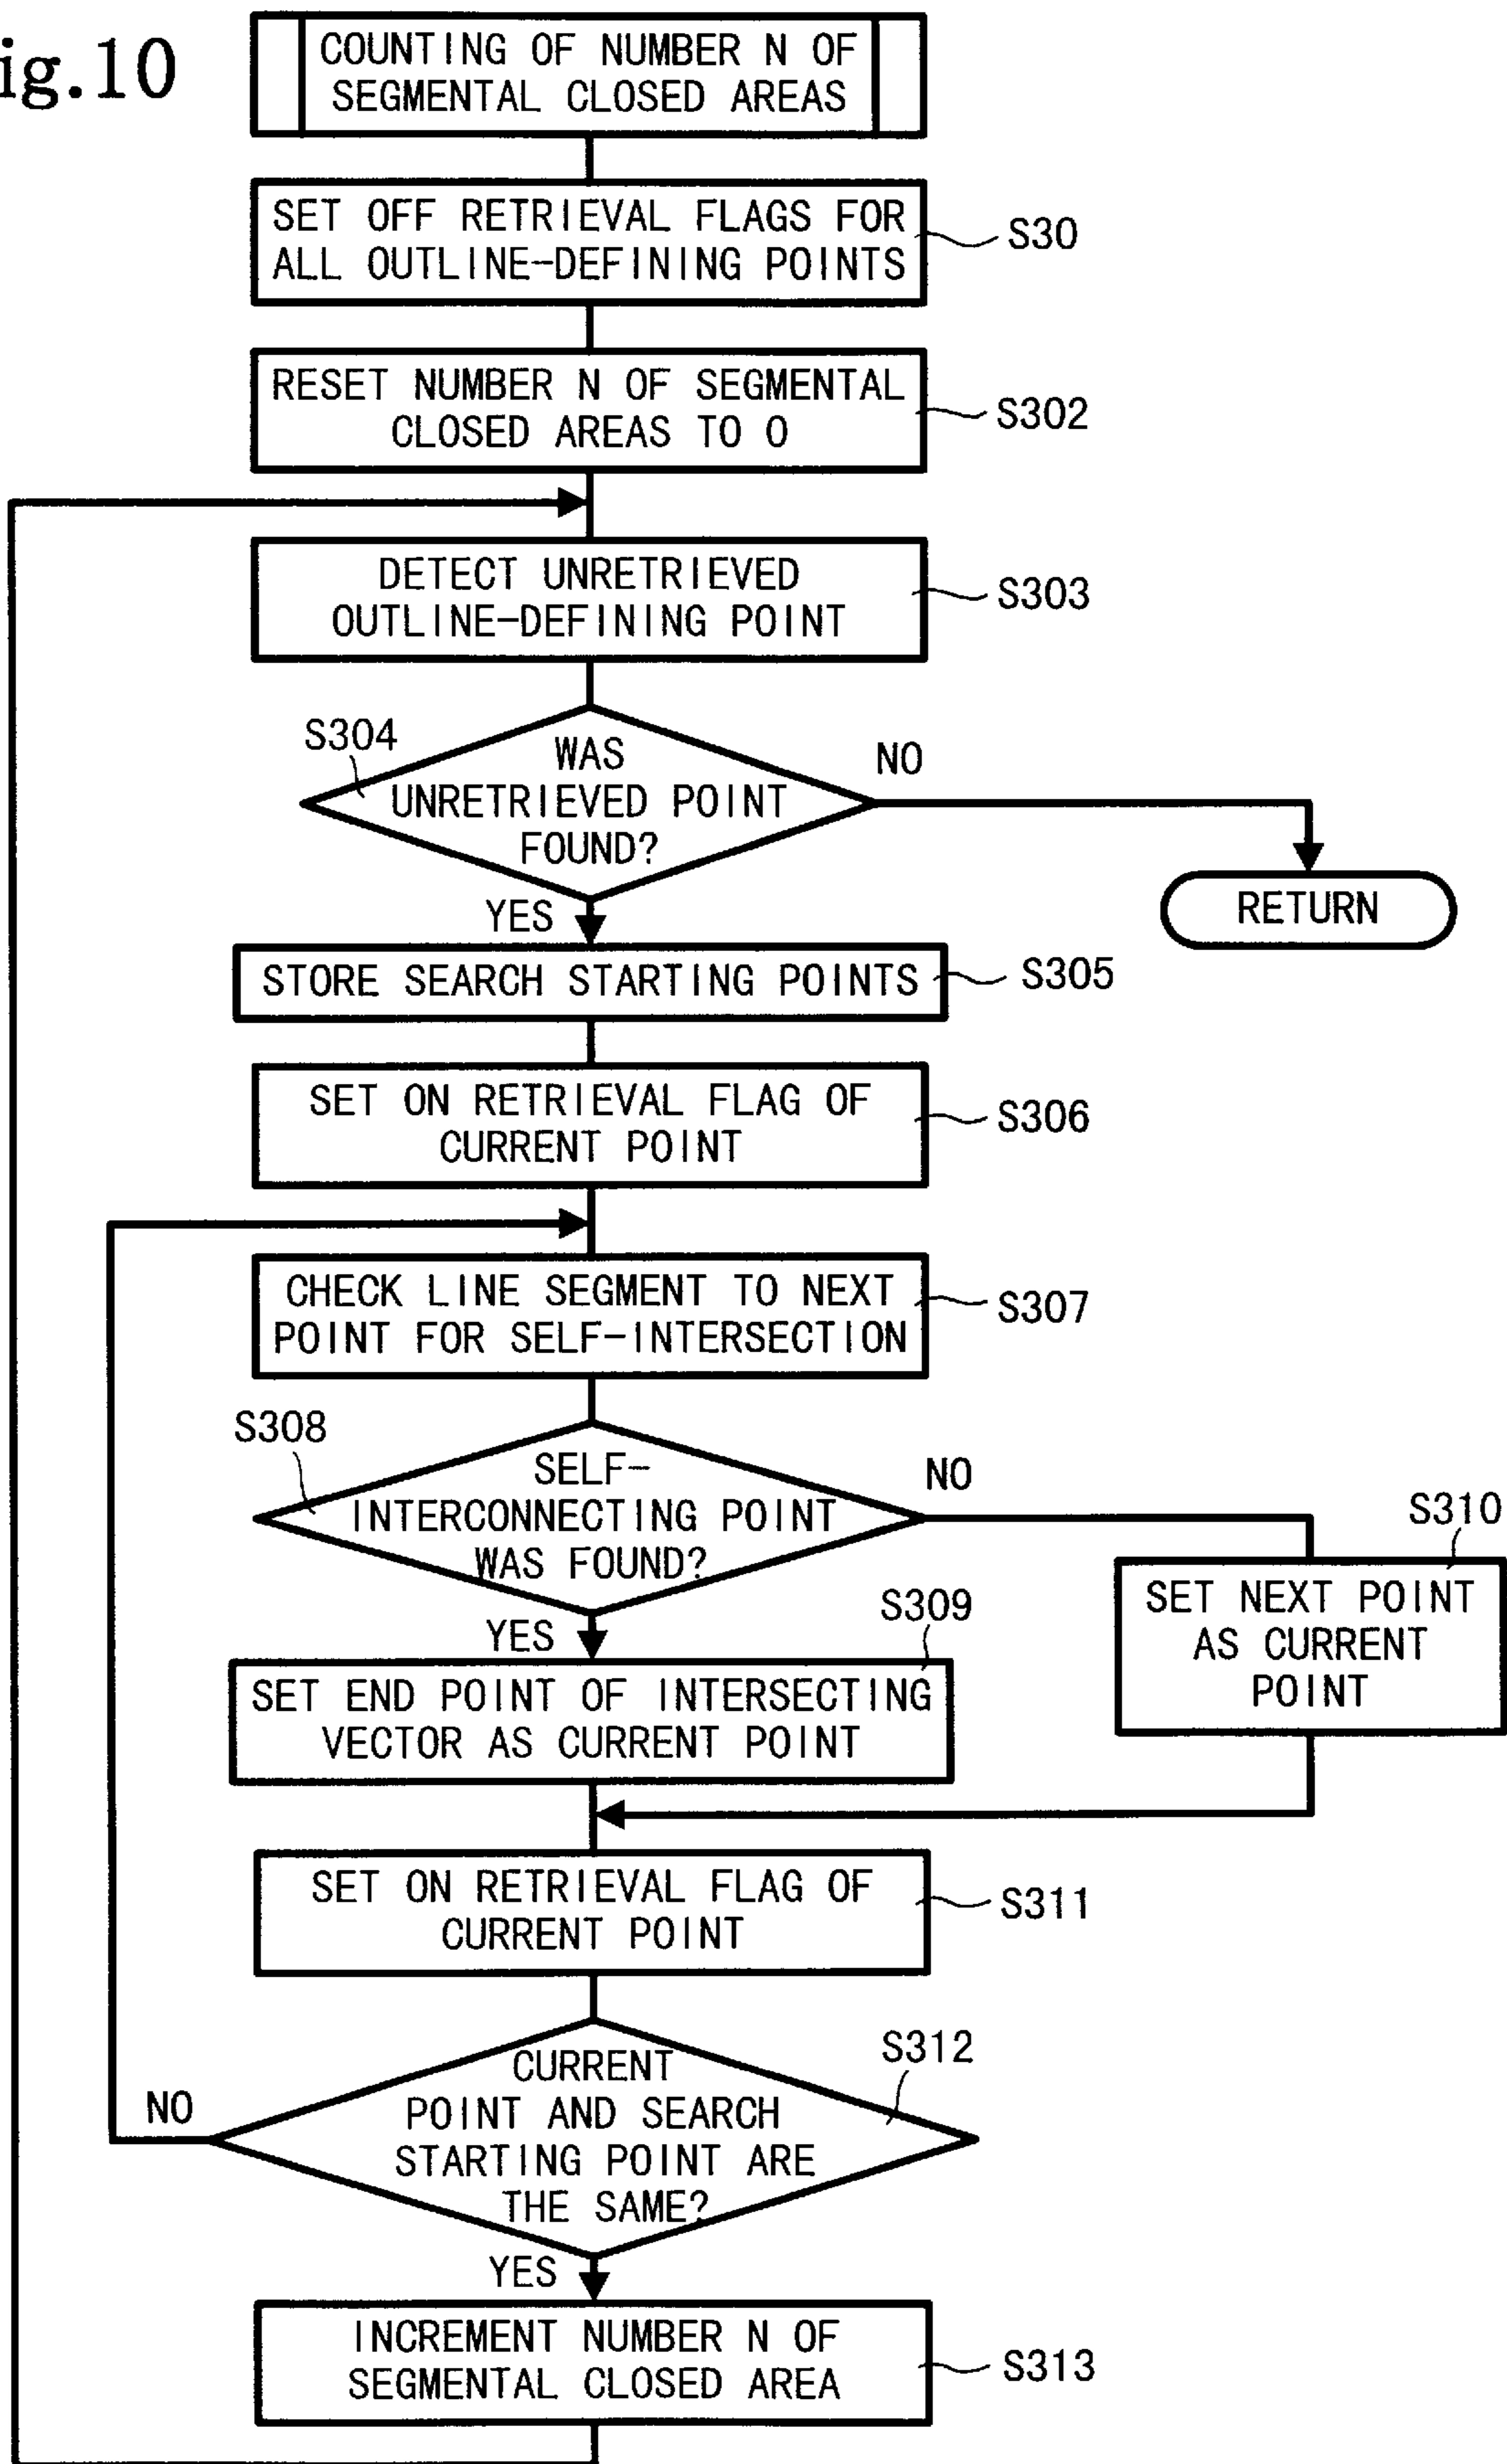 ig.10
COUNTING OF NUMBER N OF
SEGMENTAL CLOSED AREAS
SET OFF RETRIEVAL FLAGS FOR
ALL OUTLINE-DEFINING POINTS
S30
RESET NUMBER N OF SEGMENTAL
CLOSED AREAS TO 0
S302
DETECT UNRETRIEVED
OUTLINE-DEFINING POINT
S303
S304
WAS
UNRETRIEVED POINT
FOUND?
NO
YES
RETURN
STORE SEARCH STARTING POINTS
S305
SET ON RETRIEVAL FLAG OF
CURRENT POINT
S306
CHECK LINE SEGMENT TO NEXT
POINT FOR SELF-INTERSECTION
S307
S308
SELF-
INTERCONNECTING POINT
WAS FOUND?
NO
YES
S309
SET END POINT OF INTERSECTING
VECTOR AS CURRENT POINT
S310
SET NEXT POINT
AS CURRENT
POINT
SET ON RETRIEVAL FLAG OF
CURRENT POINT
S311
S312
CURRENT
POINT AND SEARCH
STARTING POINT ARE
THE SAME?
NO
YES
INCREMENT NUMBER N OF
SEGMENTAL CLOSED AREA
S313